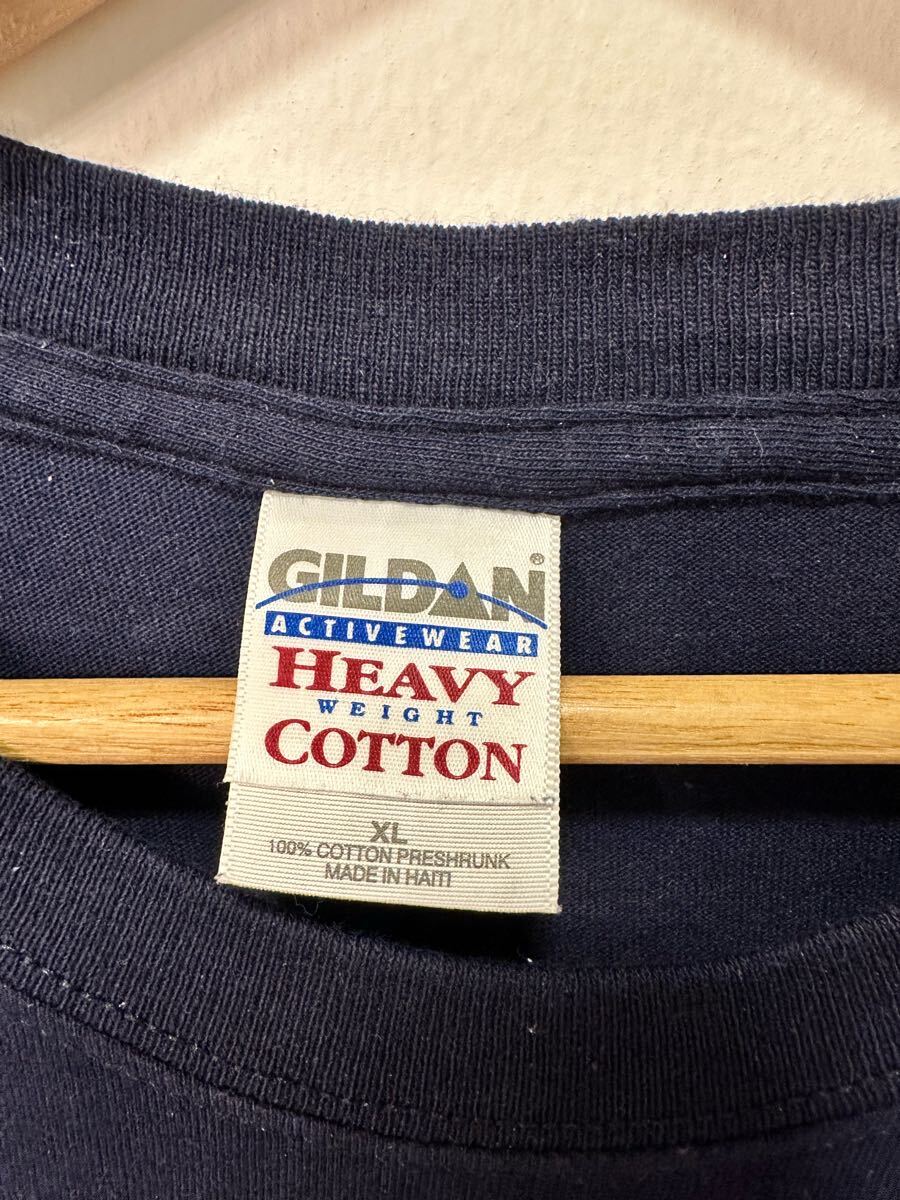 GILDAN®
ACTIVEWEAR
HEAVY
WEIGHT
COTTON
XL
100% COTTON PRESHRUNK
MADE IN HAITI